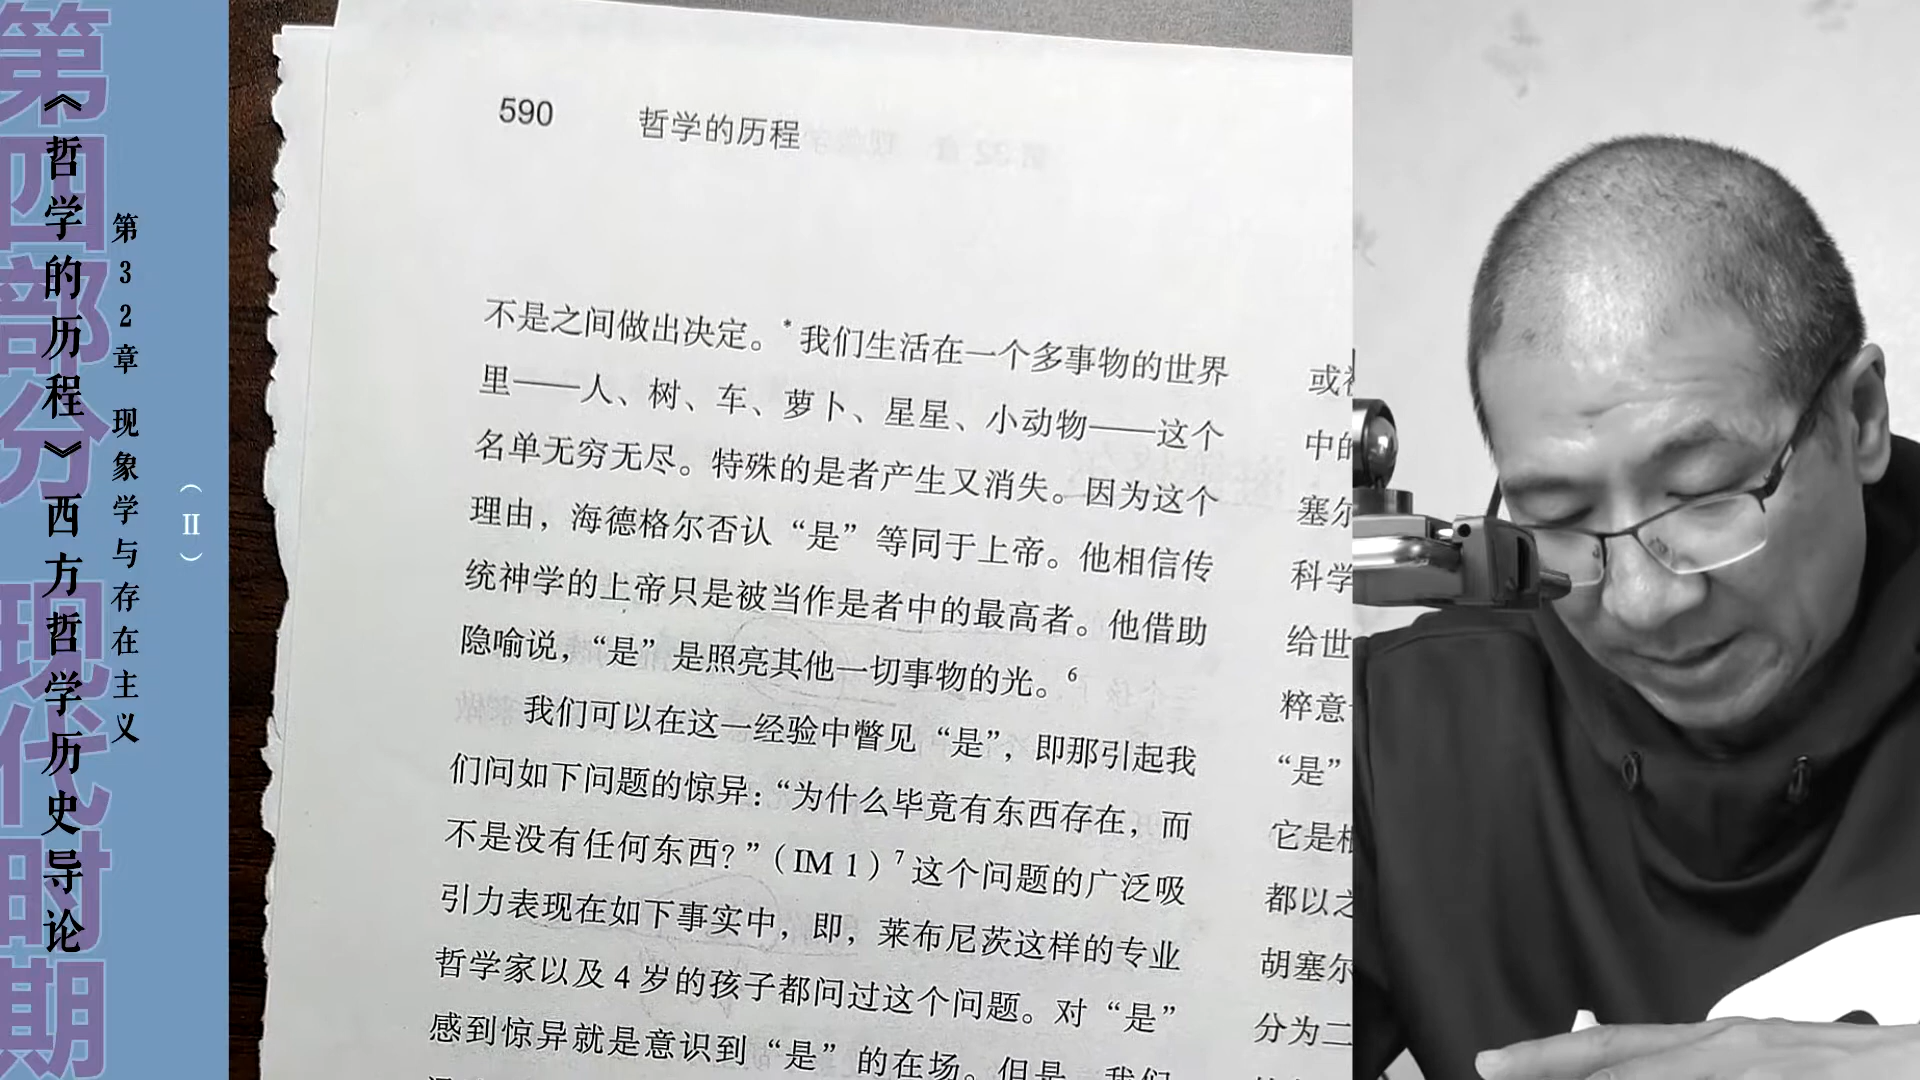 第四部分 现代时期
《哲学的历程》西方哲学历史导论
第32章 现象学与存在主义
（II）
590 哲学的历程
不是之间做出决定。*我们生活在一个多事物的世界
里——人、树、车、萝卜、星星、小动物——这个
名单无穷无尽。特殊的是者产生又消失。因为这个
理由，海德格尔否认“是”等同于上帝。他相信传
统神学的上帝只是被当作是者中的最高者。他借助
隐喻说，“是”是照亮其他一切事物的光。6
我们可以在这一经验中瞥见“是”，即那引起我
们问如下问题的惊异：“为什么毕竟有东西存在，而
不是没有任何东西？”（IM 1）7 这个问题的广泛吸
引力表现在如下事实中，即，莱布尼茨这样的专业
哲学家以及4岁的孩子都问过这个问题。对“是”
感到惊异就是意识到“是”的在场。但是，我们
或
中的
塞尔
科学
给世
粹意
“是”
它是
都以
胡塞尔
分为二